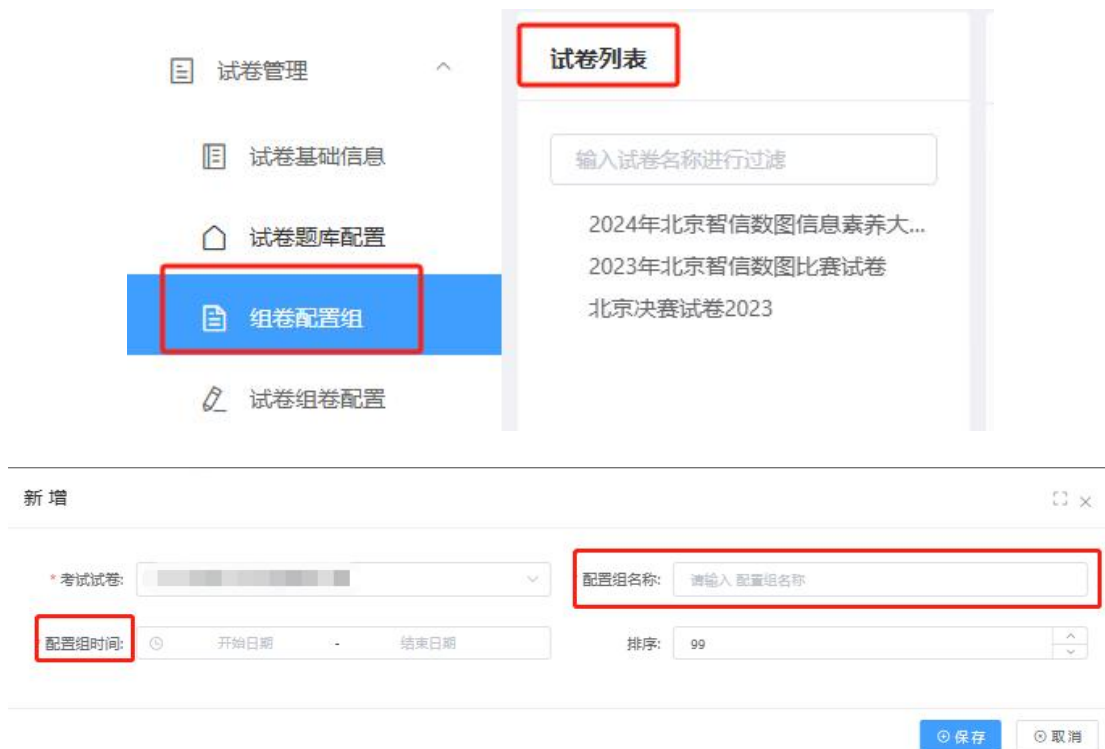 试卷管理
试卷基础信息
试卷题库配置
组卷配置组
试卷组卷配置
试卷列表
输入试卷名称进行过滤
2024年北京智信数图信息素养大...
2023年北京智信数图比赛试卷
北京决赛试卷2023
新增
* 考试试卷:
配置组名称: 请输入 配置组名称
配置组时间: 开始日期 - 结束日期
排序: 99
保存 取消